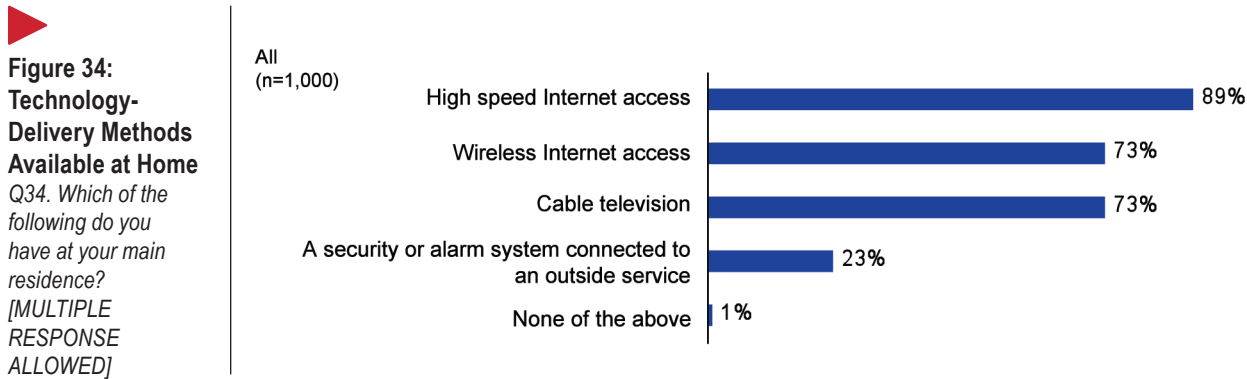 Figure 34:
Technology-
Delivery Methods
Available at Home
Q34. Which of the
following do you
have at your main
residence?
[MULTIPLE
RESPONSE
ALLOWED]
All
(n=1,000)
High speed Internet access 89%
Wireless Internet access 73%
Cable television 73%
A security or alarm system connected to
an outside service 23%
None of the above 1%